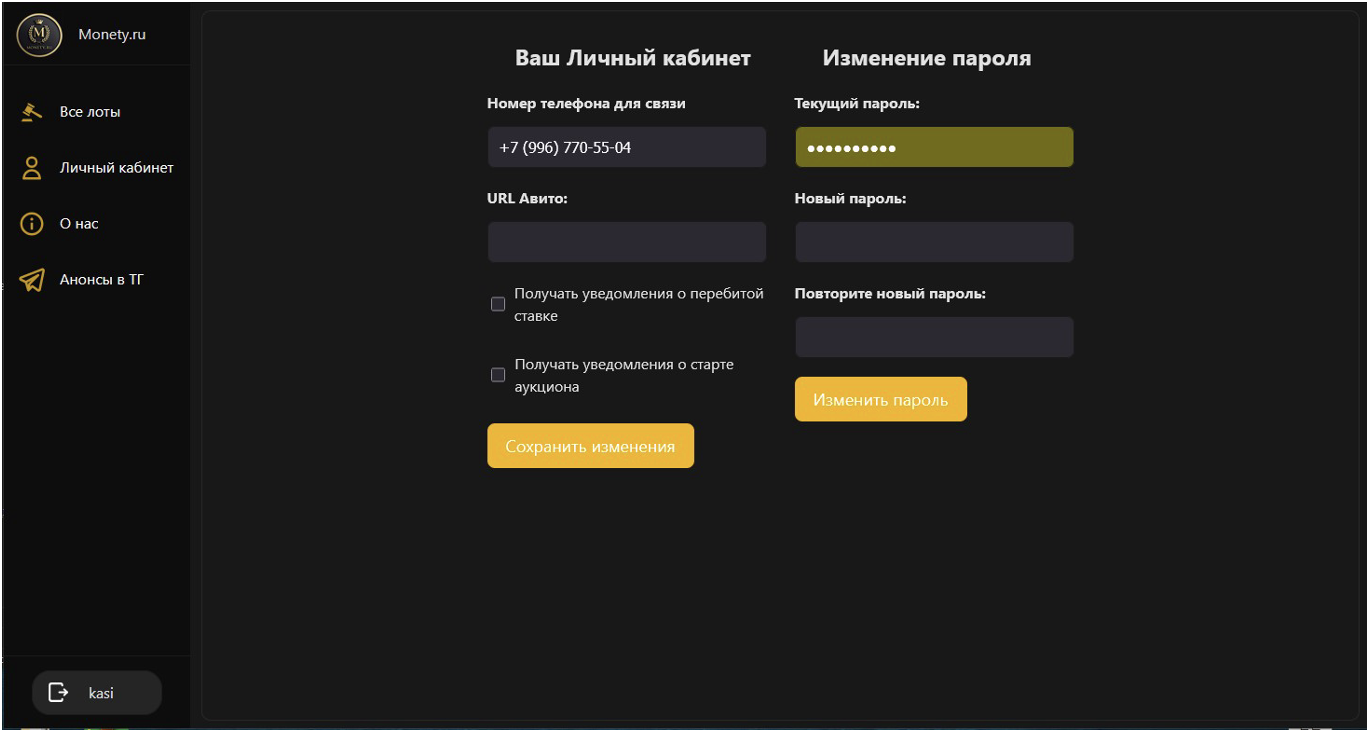 Monety.ru
Все лоты
Личный кабинет
О нас
Анонсы в ТГ
kasi
Ваш Личный кабинет
Номер телефона для связи
+7 (996) 770-55-04
URL Авито:
Получать уведомления о перебитой
ставке
Получать уведомления о старте
аукциона
Сохранить изменения
Изменение пароля
Текущий пароль:
••••••••••
Новый пароль:
Повторите новый пароль:
Изменить пароль